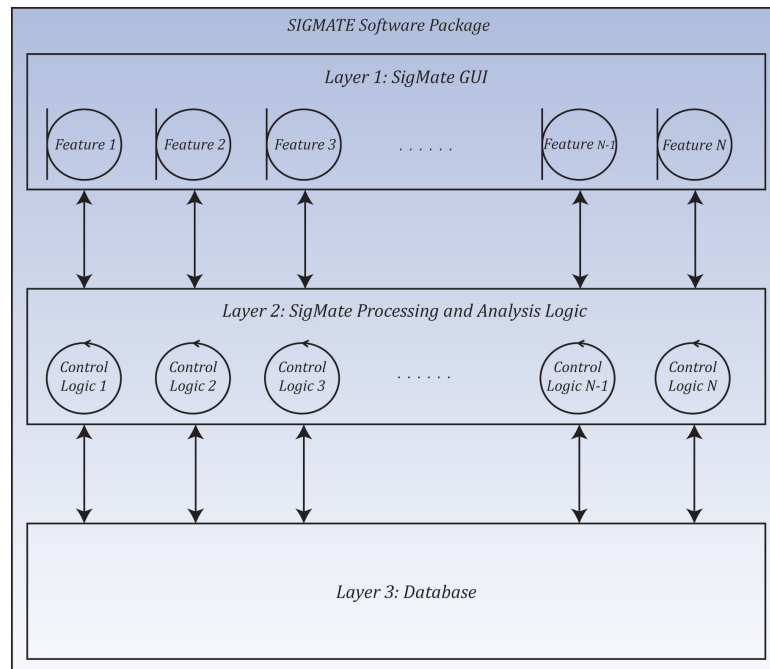 SIGMATE Software Package
Layer 1: SigMate GUI
Feature 1
Feature 2
Feature 3
. . . . . .
Feature N-1
Feature N
Layer 2: SigMate Processing and Analysis Logic
Control
Logic 1
Control
Logic 2
Control
Logic 3
. . . . . .
Control
Logic N-1
Control
Logic N
Layer 3: Database